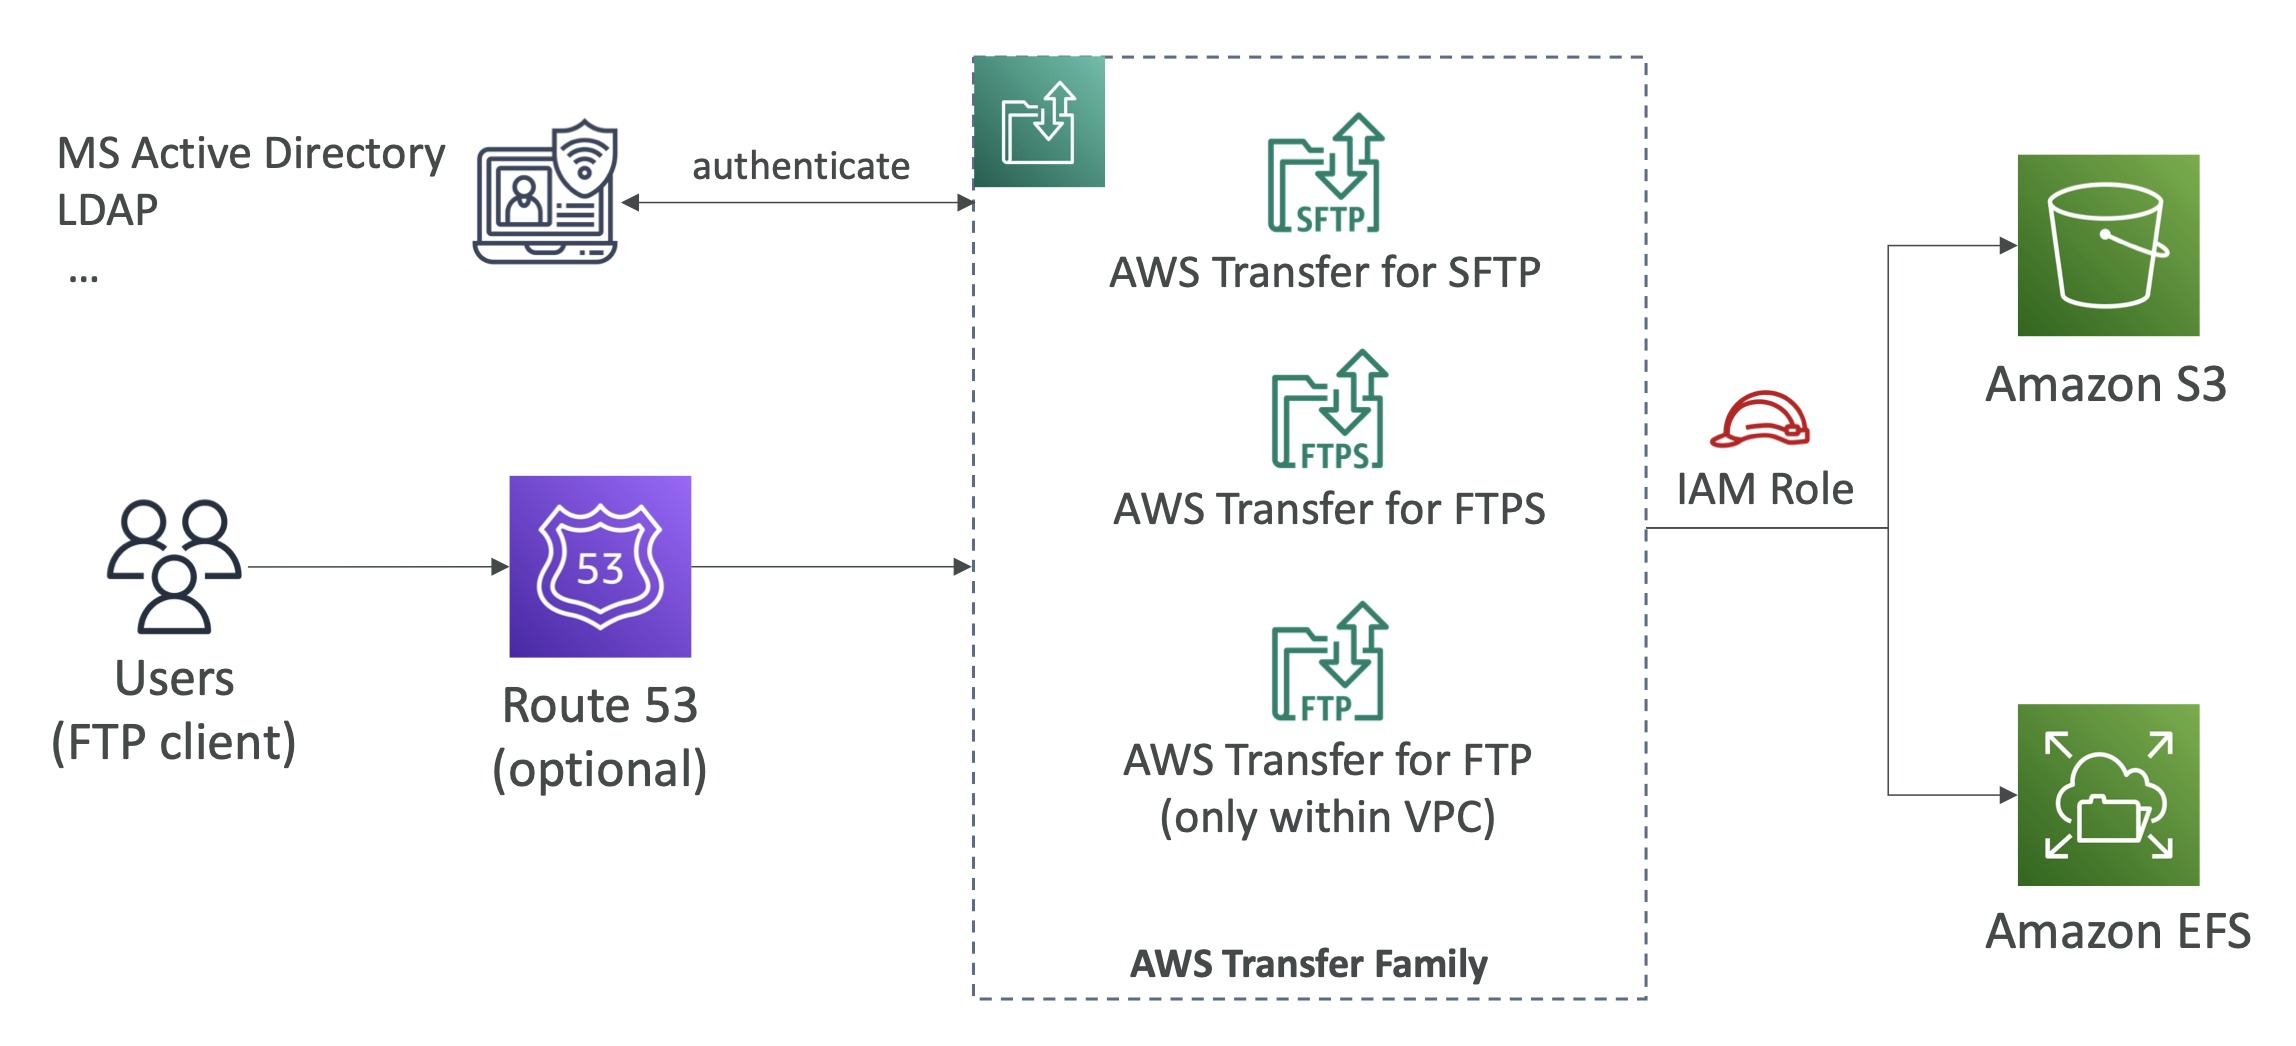 MS Active Directory
LDAP
...
authenticate
SFTP
AWS Transfer for SFTP
FTPS
AWS Transfer for FTPS
FTP
AWS Transfer for FTP
(only within VPC)
AWS Transfer Family
Users
(FTP client)
53
Route 53
(optional)
IAM Role
Amazon S3
Amazon EFS